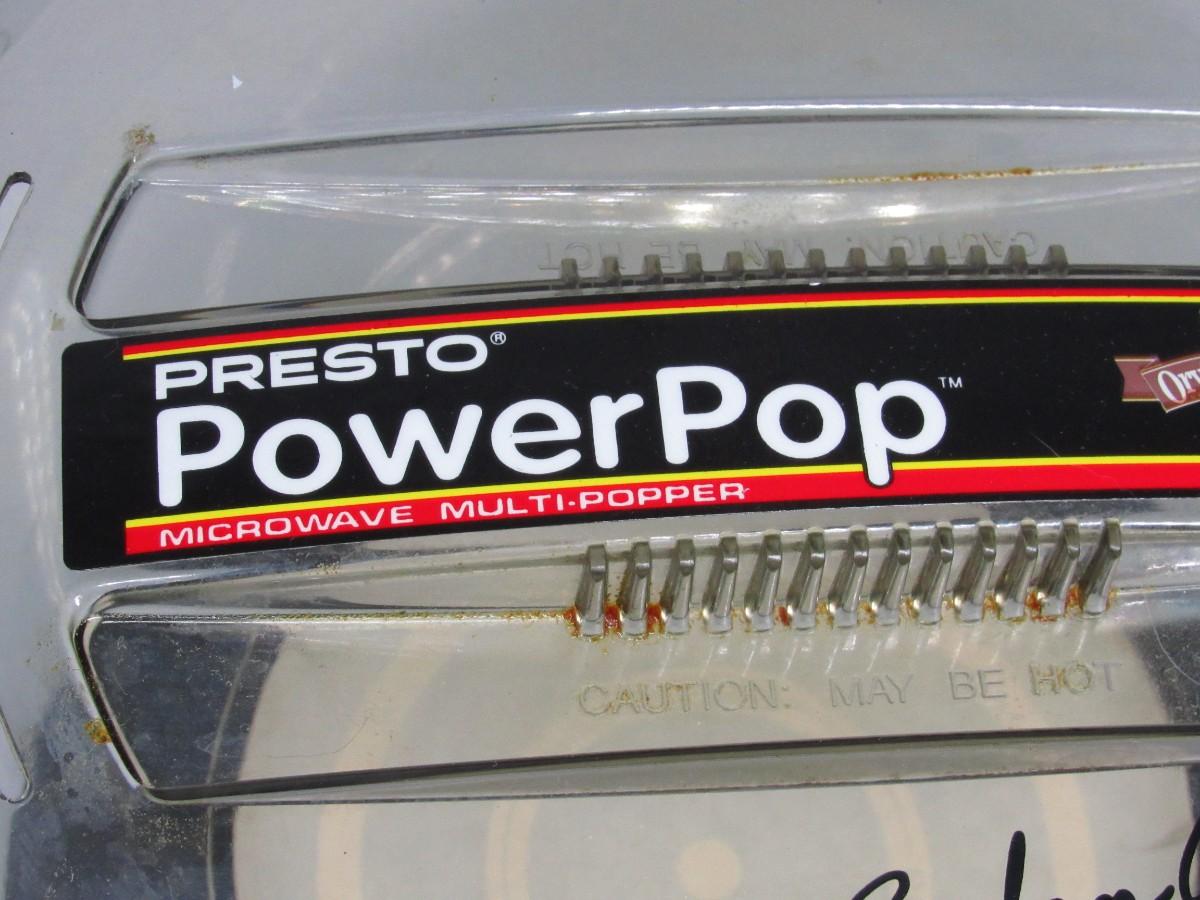 CAUTION: MAY BE HOT
PRESTO®
PowerPop™
MICROWAVE MULTI-POPPER
CAUTION: MAY BE HOT